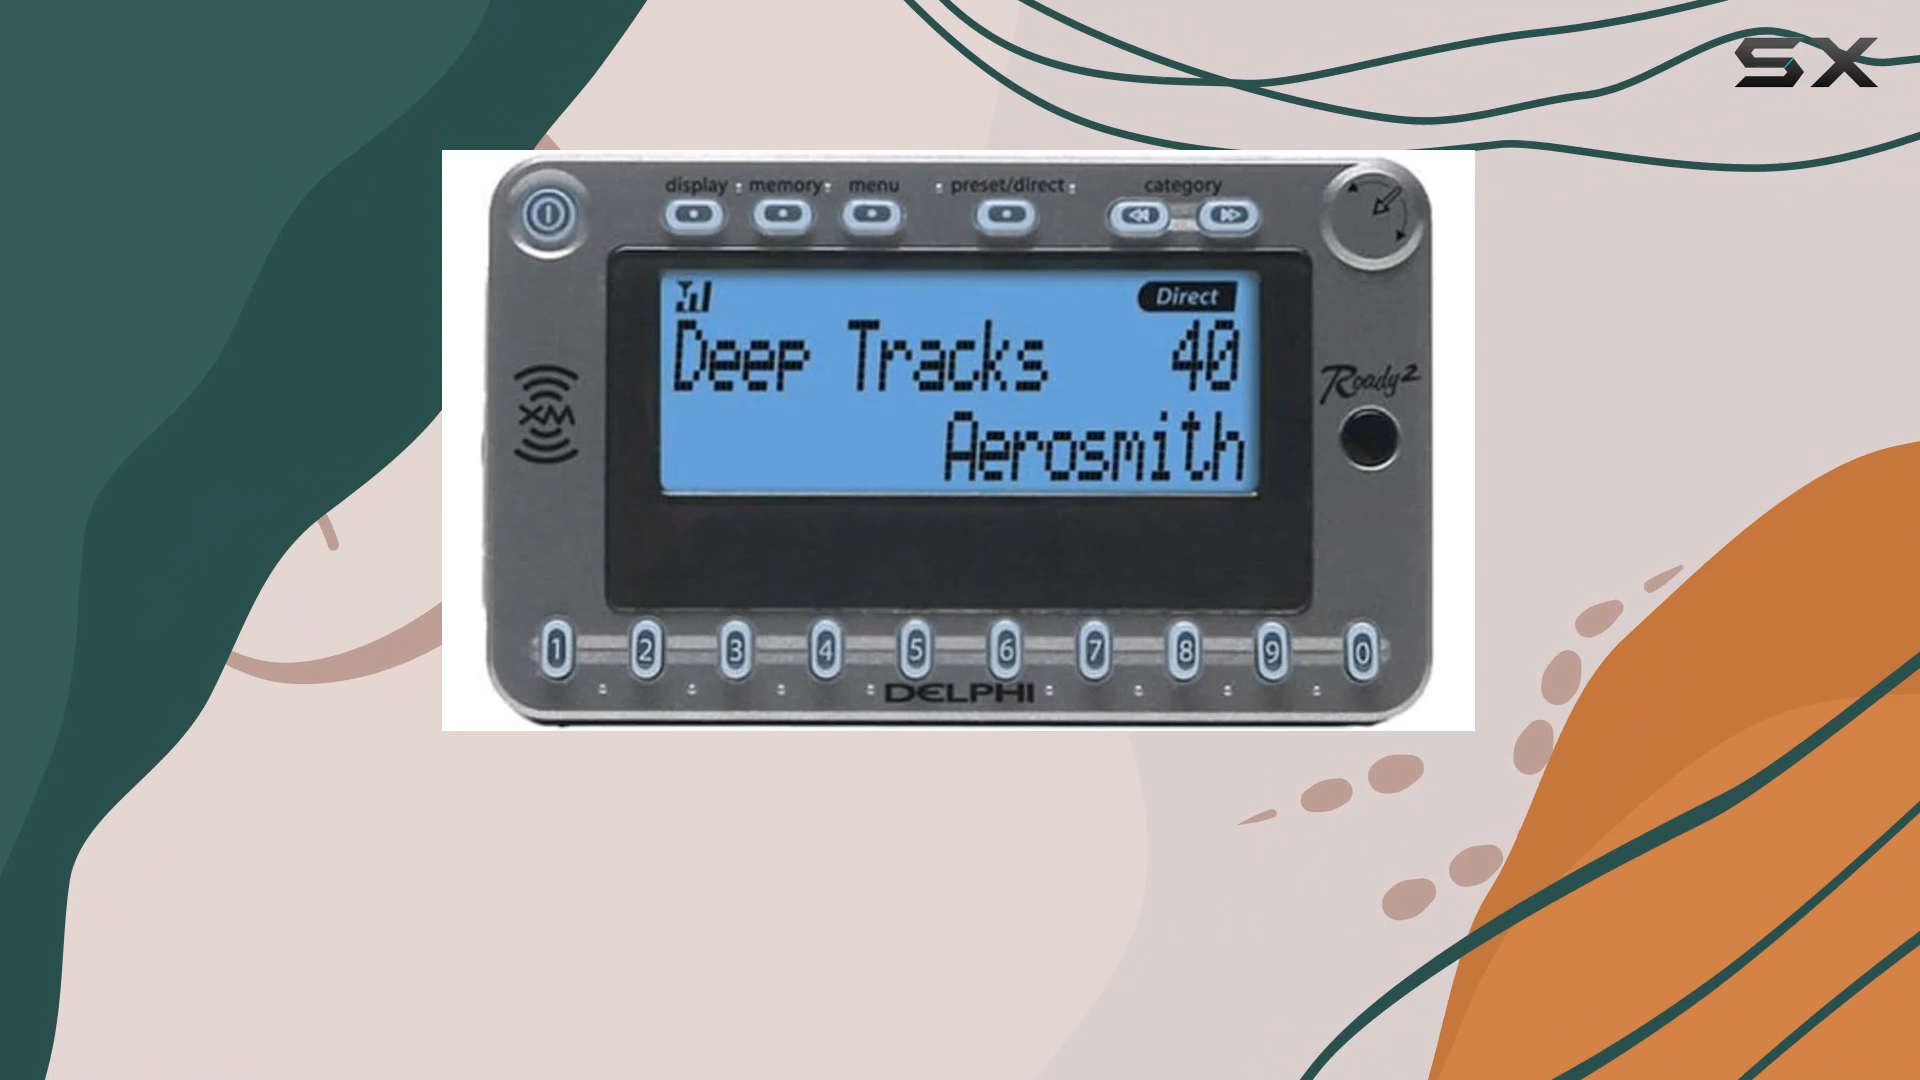 SX
display memory menu preset/direct category
Direct
Deep Tracks 40
Aerosmith
XM
Roady2
1 2 3 4 5 6 7 8 9 0
DELPHI